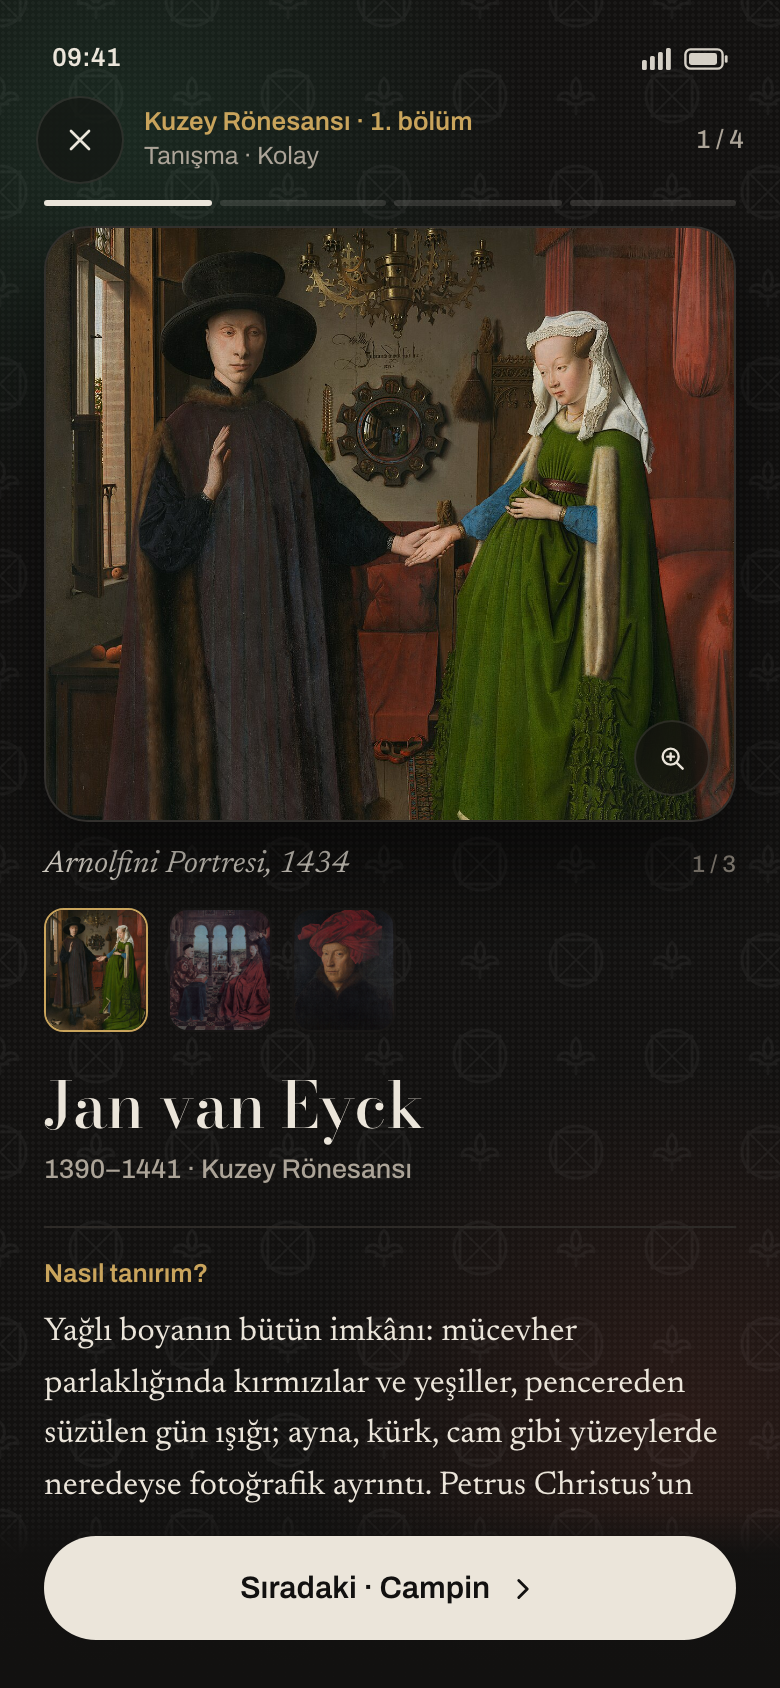 09:41
Kuzey Rönesansı · 1. bölüm
Tanışma · Kolay
1 / 4
Arnolfini Portresi, 1434
1 / 3
Jan van Eyck
1390–1441 · Kuzey Rönesansı
Nasıl tanırım?
Yağlı boyanın bütün imkânı: mücevher
parlaklığında kırmızılar ve yeşiller, pencereden
süzülen gün ışığı; ayna, kürk, cam gibi yüzeylerde
neredeyse fotoğrafik ayrıntı. Petrus Christus’un
Sıradaki · Campin